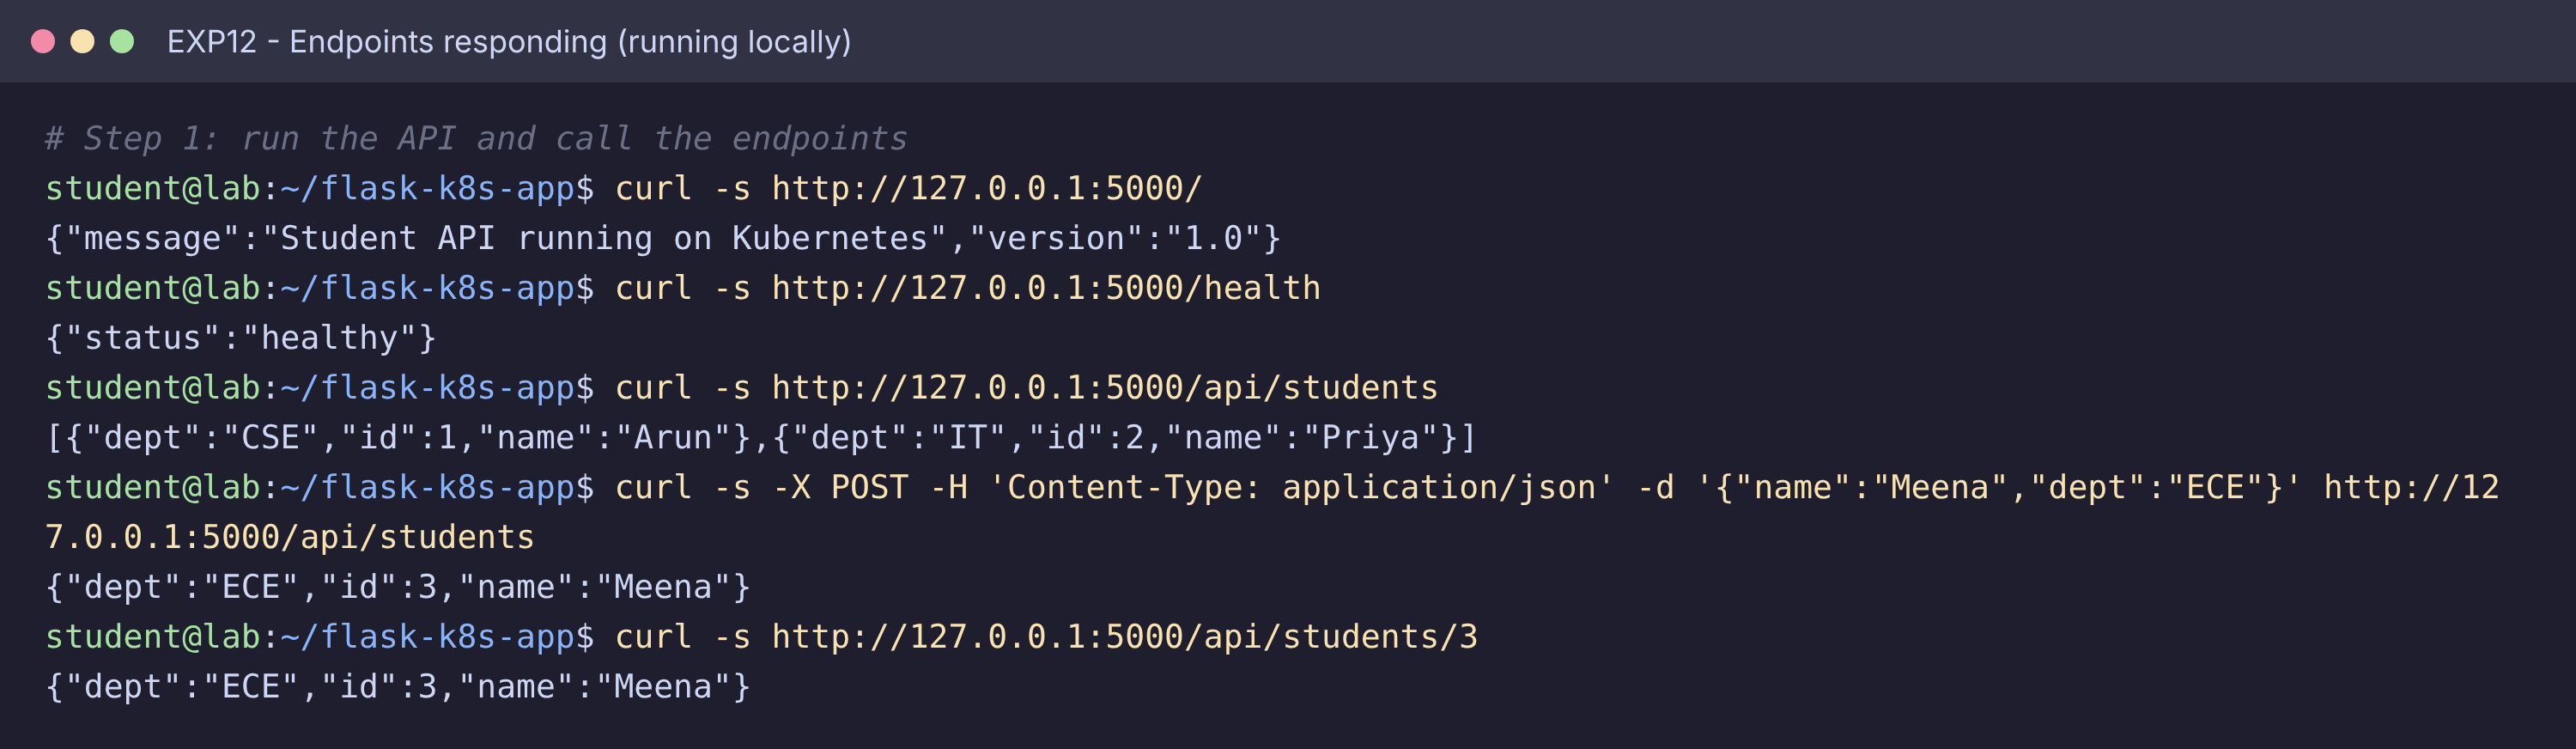 EXP12 - Endpoints responding (running locally)
# Step 1: run the API and call the endpoints
student@lab:~/flask-k8s-app$ curl -s http://127.0.0.1:5000/
{"message":"Student API running on Kubernetes","version":"1.0"}
student@lab:~/flask-k8s-app$ curl -s http://127.0.0.1:5000/health
{"status":"healthy"}
student@lab:~/flask-k8s-app$ curl -s http://127.0.0.1:5000/api/students
[{"dept":"CSE","id":1,"name":"Arun"},{"dept":"IT","id":2,"name":"Priya"}]
student@lab:~/flask-k8s-app$ curl -s -X POST -H 'Content-Type: application/json' -d '{"name":"Meena","dept":"ECE"}' http://12
7.0.0.1:5000/api/students
{"dept":"ECE","id":3,"name":"Meena"}
student@lab:~/flask-k8s-app$ curl -s http://127.0.0.1:5000/api/students/3
{"dept":"ECE","id":3,"name":"Meena"}